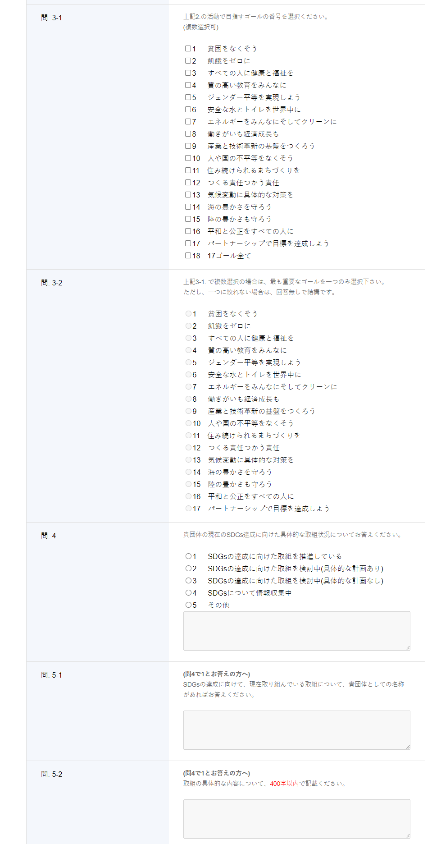 問 3-1
上記2.の活動で目指すゴールの番号を選択ください。
(複数選択可)
1 貧困をなくそう
2 飢餓をゼロに
3 すべての人に健康と福祉を
4 質の高い教育をみんなに
5 ジェンダー平等を実現しよう
6 安全な水とトイレを世界中に
7 エネルギーをみんなにそしてクリーンに
8 働きがいも経済成長も
9 産業と技術革新の基盤をつくろう
10 人や国の不平等をなくそう
11 住み続けられるまちづくりを
12 つくる責任つかう責任
13 気候変動に具体的な対策を
14 海の豊かさを守ろう
15 陸の豊かさも守ろう
16 平和と公正をすべての人に
17 パートナーシップで目標を達成しよう
18 17ゴール全て
問 3-2
上記3-1. で複数選択の場合は、最も重要なゴールを一つのみ選択下さい。
ただし、一つに絞れない場合は、回答無しで結構です。
1 貧困をなくそう
2 飢餓をゼロに
3 すべての人に健康と福祉を
4 質の高い教育をみんなに
5 ジェンダー平等を実現しよう
6 安全な水とトイレを世界中に
7 エネルギーをみんなにそしてクリーンに
8 働きがいも経済成長も
9 産業と技術革新の基盤をつくろう
10 人や国の不平等をなくそう
11 住み続けられるまちづくりを
12 つくる責任つかう責任
13 気候変動に具体的な対策を
14 海の豊かさを守ろう
15 陸の豊かさも守ろう
16 平和と公正をすべての人に
17 パートナーシップで目標を達成しよう
問 4
貴団体の現在のSDGs達成に向けた具体的な取組状況についてお答えください。
1 SDGsの達成に向けた取組を推進している
2 SDGsの達成に向けた取組を検討中(具体的な計画あり)
3 SDGsの達成に向けた取組を検討中(具体的な計画なし)
4 SDGsについて情報収集中
5 その他
問. 5-1
(問4で1とお答えの方へ)
SDGsの達成に向けて、現在取り組んでいる取組について、貴団体としての名称
があればお答えください。
問. 5-2
(問4で1とお答えの方へ)
取組の具体的な内容について、400字以内で記載ください。